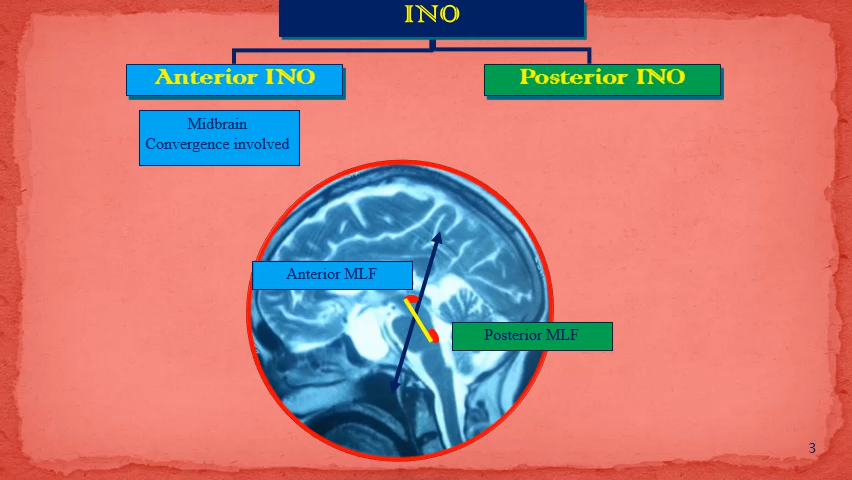 INO
Anterior INO
Posterior INO
Midbrain
Convergence involved
Anterior MLF
Posterior MLF
3